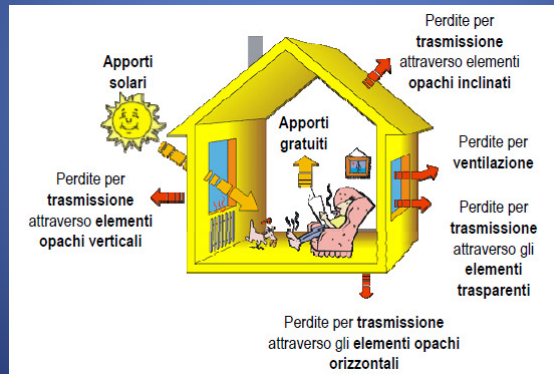 Apporti
solari
Perdite per
trasmissione
attraverso elementi
opachi inclinati
Apporti
gratuiti
Perdite per
ventilazione
Perdite per
trasmissione
attraverso elementi
opachi verticali
Perdite per
trasmissione
attraverso gli
elementi
trasparenti
Perdite per trasmissione
attraverso gli elementi opachi
orizzontali